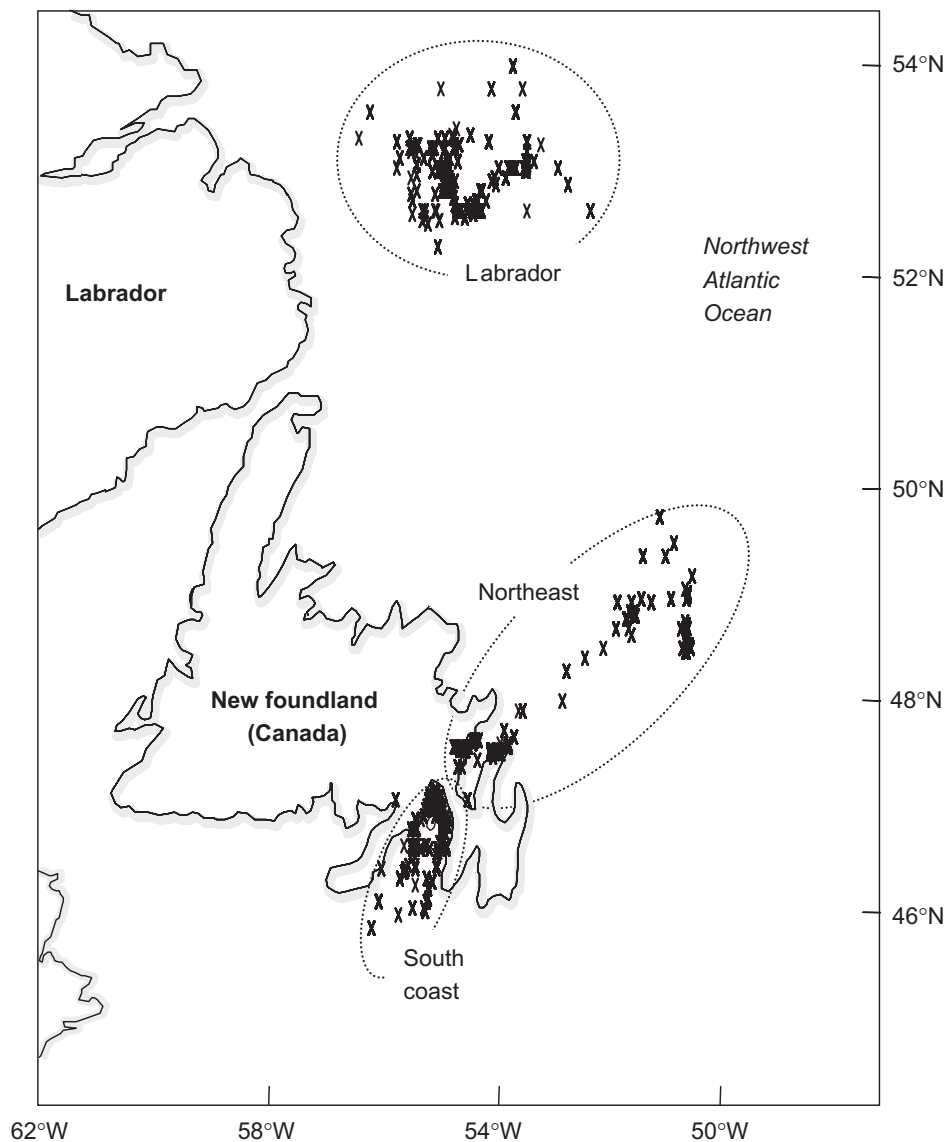 54°N
Labrador
Northwest
Atlantic
Ocean
52°N
Labrador
50°N
Northeast
New foundland
(Canada)
48°N
46°N
South
coast
62°W
58°W
54°W
50°W